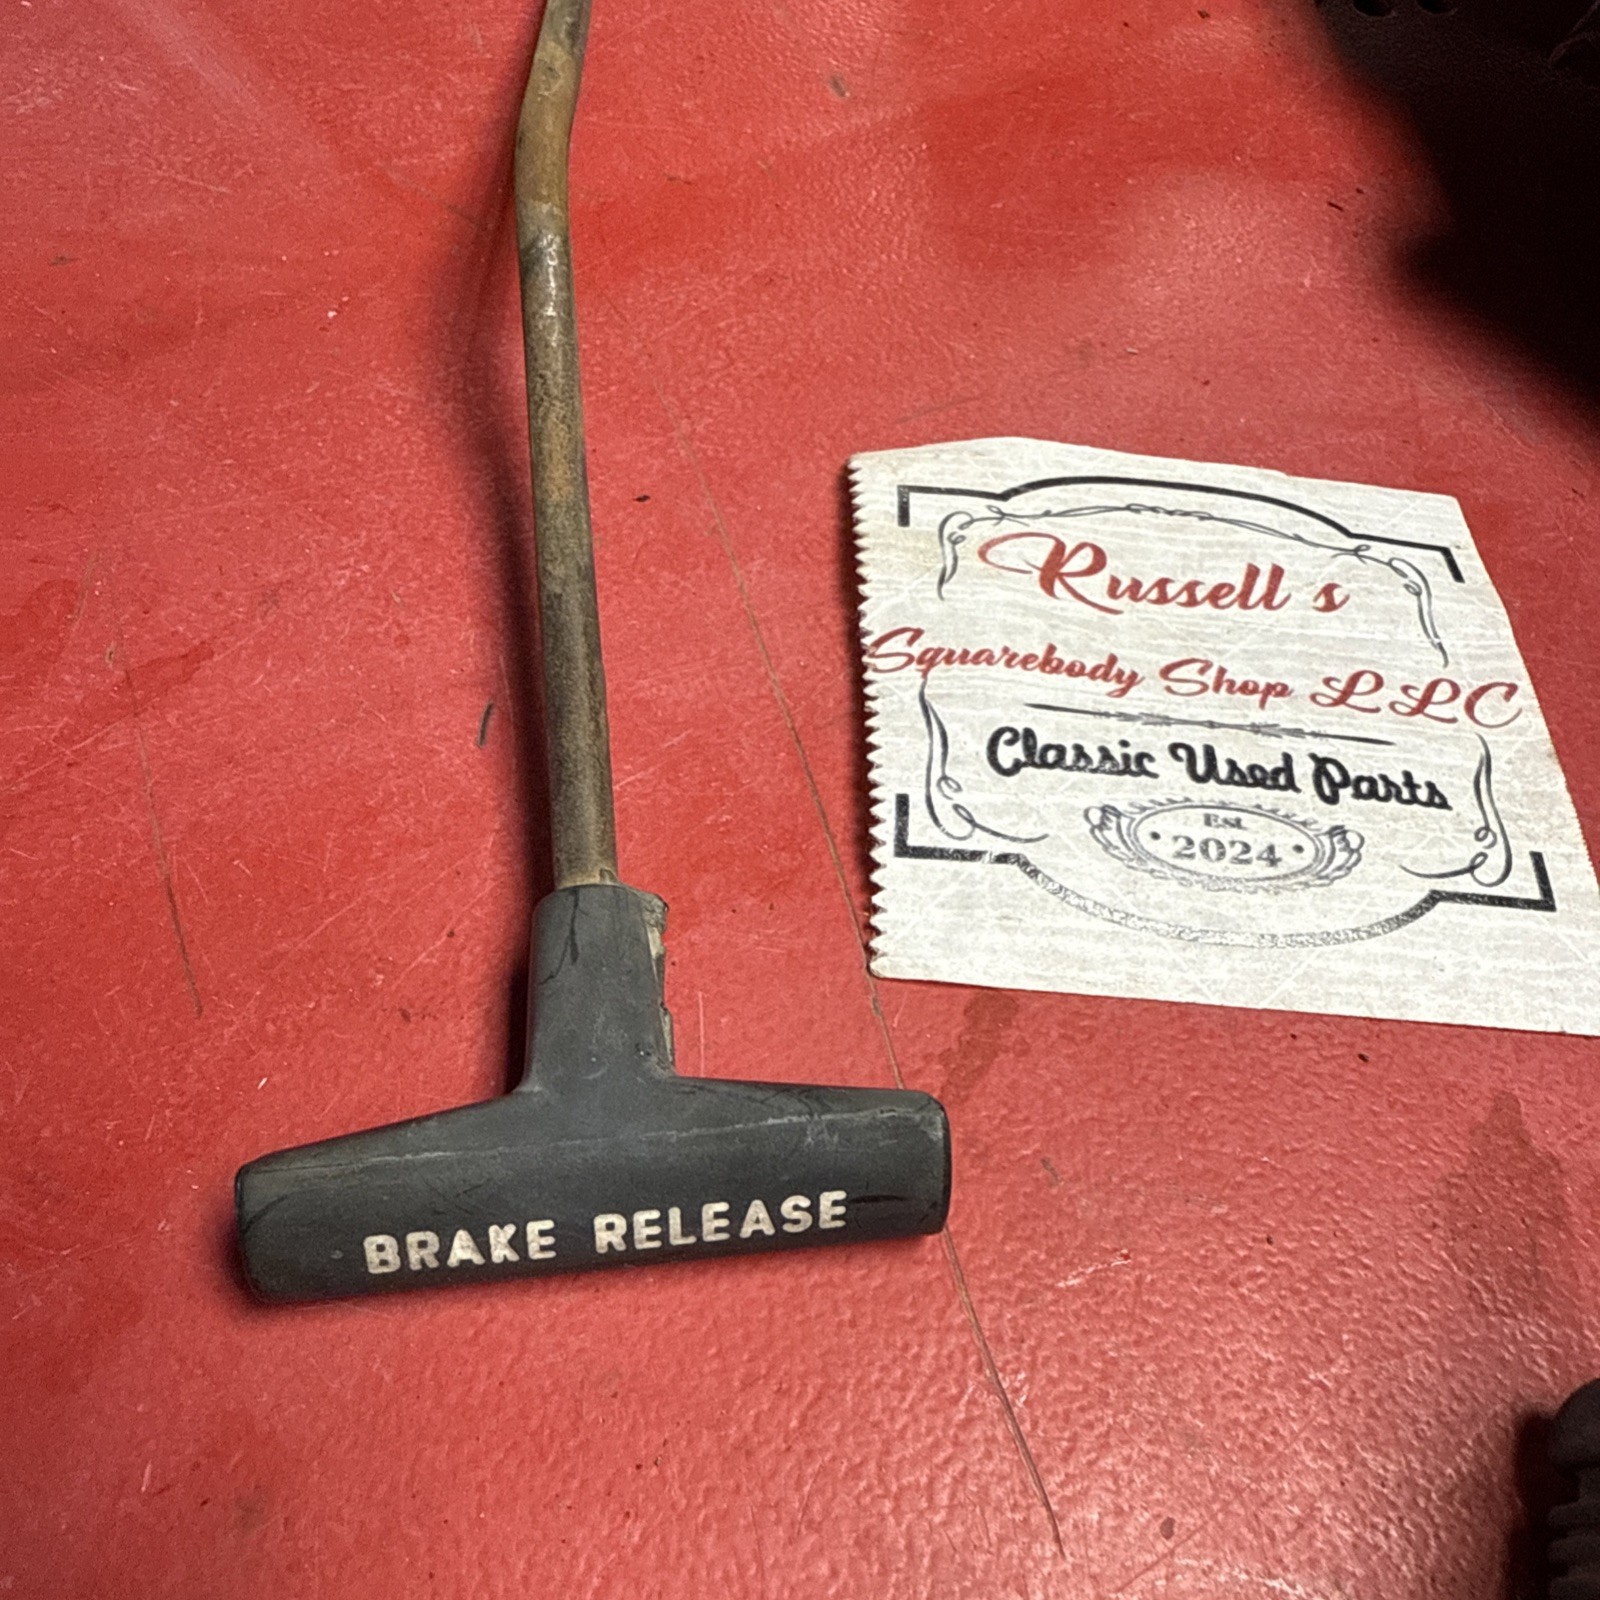 Russell s
Squarebody Shop LLC
Classic Used Parts
Est
2024
BRAKE RELEASE